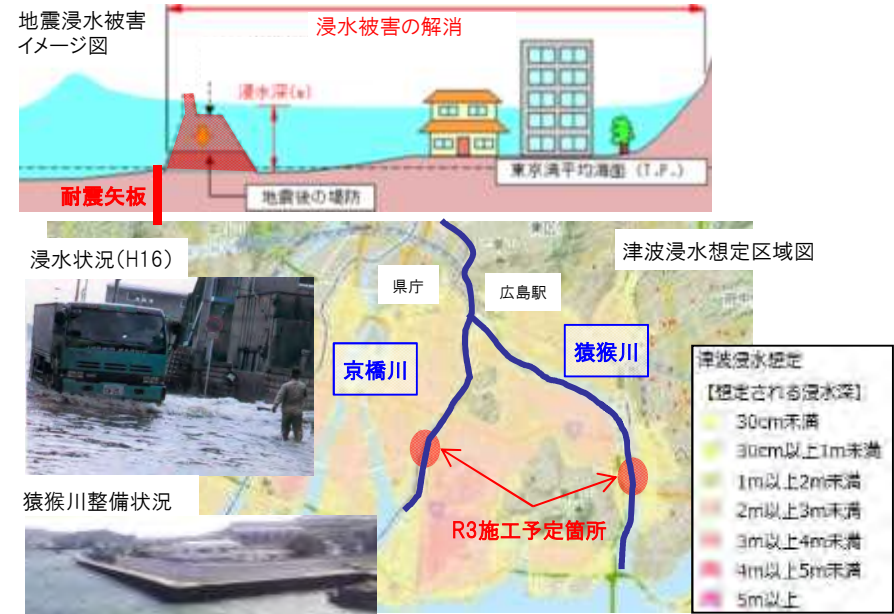 地震浸水被害
イメージ図
浸水被害の解消
浸水深(m)
東京湾平均海面 (T.P.)
耐震矢板
地震後の堤防
浸水状況(H16)
津波浸水想定区域図
県庁
広島駅
京橋川
猿猴川
津波浸水想定
【想定される浸水深】
30cm未満
30cm以上1m未満
1m以上2m未満
2m以上3m未満
3m以上4m未満
4m以上5m未満
5m以上
猿猴川整備状況
R3施工予定箇所